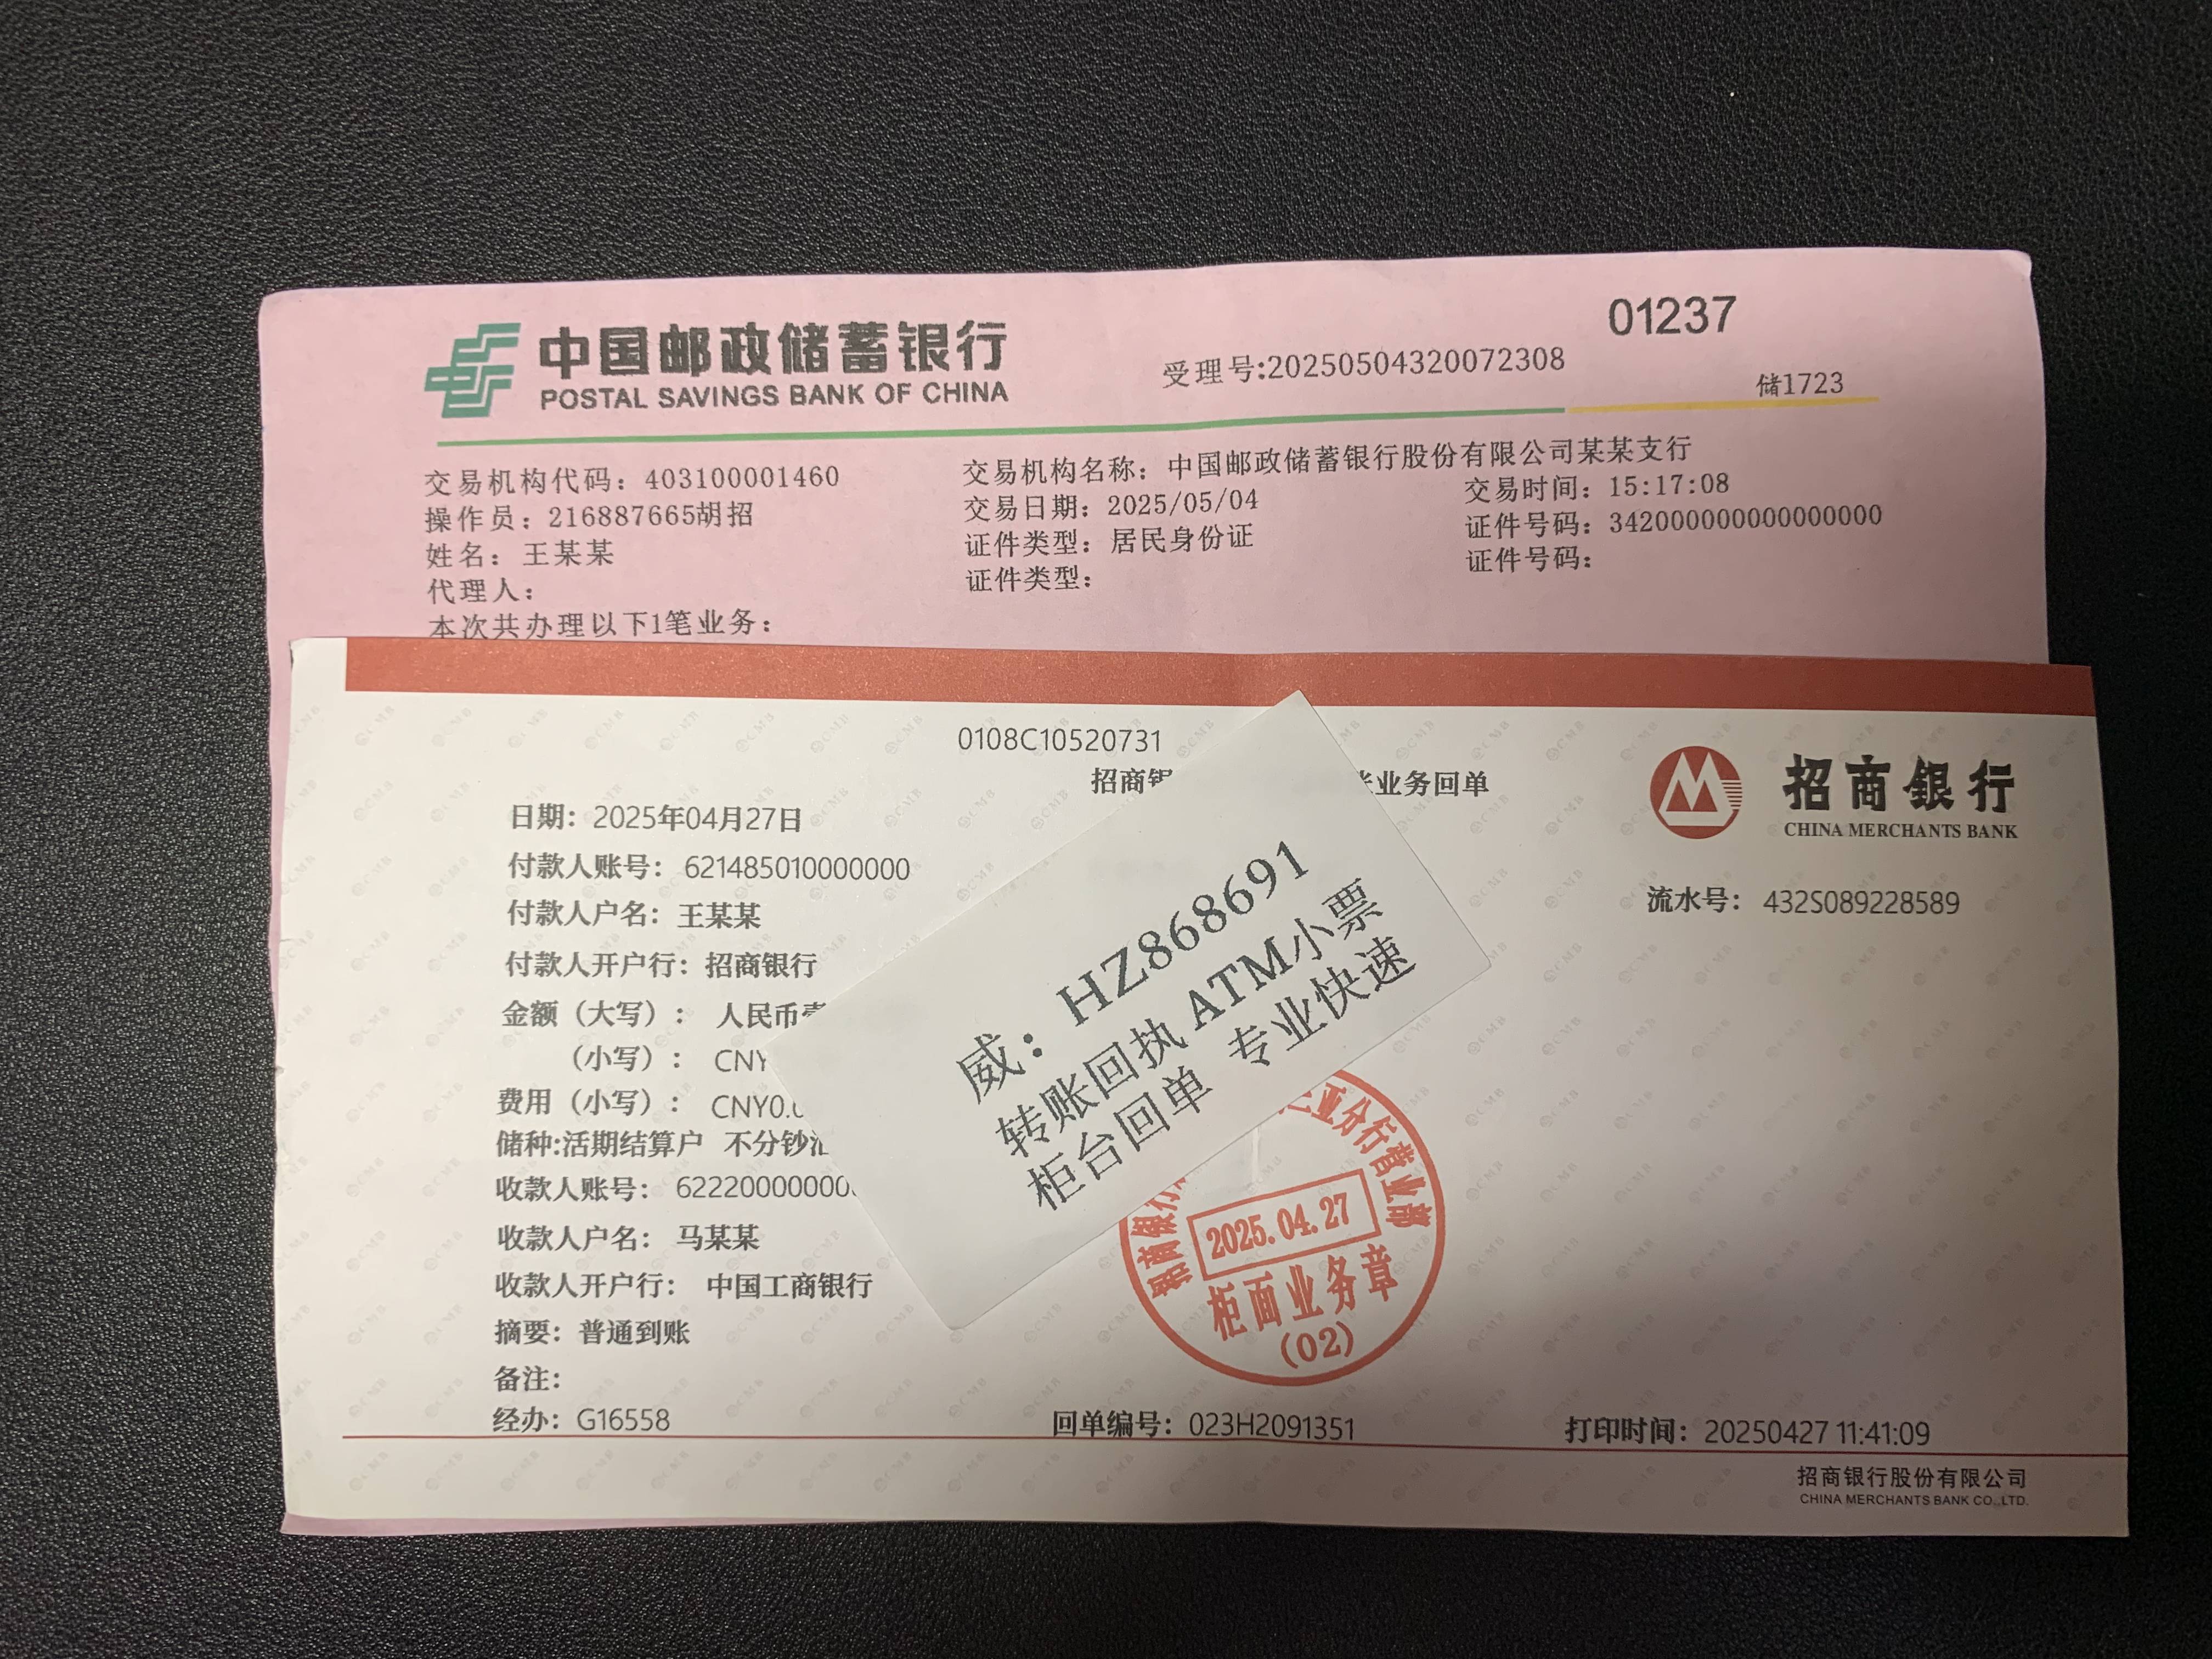 中国邮政储蓄银行
POSTAL SAVINGS BANK OF CHINA
01237
受理号:20250504320072308
储1723
交易机构代码：403100001460
交易机构名称：中国邮政储蓄银行股份有限公司某某支行
操作员：216887665胡招
交易日期：2025/05/04
交易时间：15:17:08
姓名：王某某
证件类型：居民身份证
证件号码：342000000000000000
代理人：
证件类型：
证件号码：
本次共办理以下1笔业务：
0108C10520731
招商银
业务回单
招商银行
CHINA MERCHANTS BANK
日期：2025年04月27日
付款人账号：621485010000000
流水号：432S089228589
付款人户名：王某某
付款人开户行：招商银行
金额（大写）：人民币
（小写）：CNY
费用（小写）：CNY0.
储种:活期结算户 不分钞
收款人账号：62220000000
收款人户名：马某某
收款人开户行：中国工商银行
摘要：普通到账
备注：
经办：G16558
回单编号：023H2091351
打印时间：20250427 11:41:09
招商银行股份有限公司
CHINA MERCHANTS BANK CO.,LTD.
威：HZ868691
转账回执 ATM小票
柜台回单 专业快速
招商银行
三亚分行营业部
2025.04.27
柜面业务章
(02)